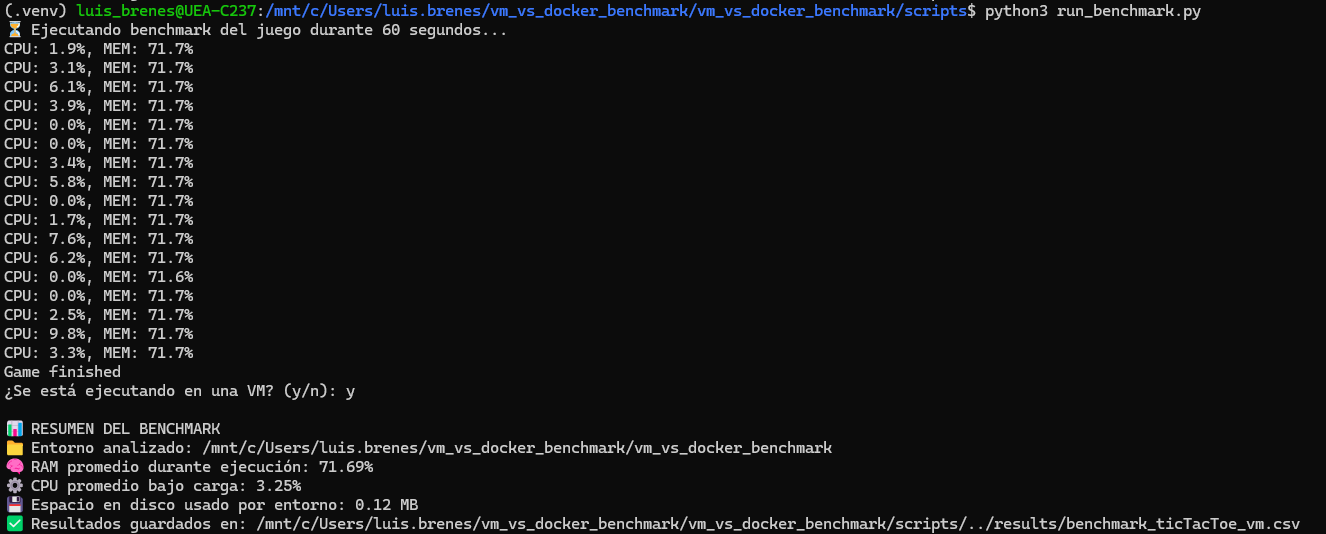 (.venv) luis_brenes@UEA-C237:/mnt/c/Users/luis.brenes/vm_vs_docker_benchmark/vm_vs_docker_benchmark/scripts$ python3 run_benchmark.py
⏳ Ejecutando benchmark del juego durante 60 segundos...
CPU: 1.9%, MEM: 71.7%
CPU: 3.1%, MEM: 71.7%
CPU: 6.1%, MEM: 71.7%
CPU: 3.9%, MEM: 71.7%
CPU: 0.0%, MEM: 71.7%
CPU: 0.0%, MEM: 71.7%
CPU: 3.4%, MEM: 71.7%
CPU: 5.8%, MEM: 71.7%
CPU: 0.0%, MEM: 71.7%
CPU: 1.7%, MEM: 71.7%
CPU: 7.6%, MEM: 71.7%
CPU: 6.2%, MEM: 71.7%
CPU: 0.0%, MEM: 71.6%
CPU: 0.0%, MEM: 71.7%
CPU: 2.5%, MEM: 71.7%
CPU: 9.8%, MEM: 71.7%
CPU: 3.3%, MEM: 71.7%
Game finished
¿Se está ejecutando en una VM? (y/n): y
📊 RESUMEN DEL BENCHMARK
📁 Entorno analizado: /mnt/c/Users/luis.brenes/vm_vs_docker_benchmark/vm_vs_docker_benchmark
🧠 RAM promedio durante ejecución: 71.69%
⚙️ CPU promedio bajo carga: 3.25%
💾 Espacio en disco usado por entorno: 0.12 MB
✅ Resultados guardados en: /mnt/c/Users/luis.brenes/vm_vs_docker_benchmark/vm_vs_docker_benchmark/scripts/../results/benchmark_ticTacToe_vm.csv